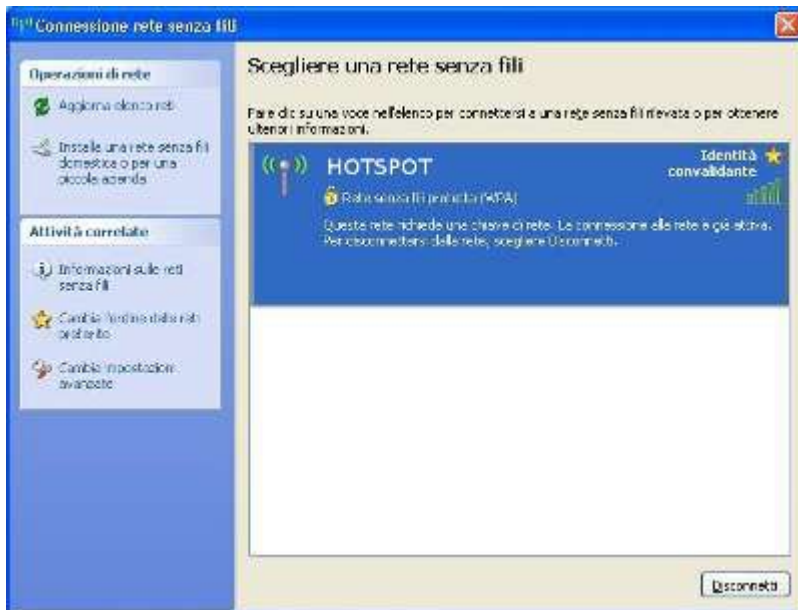 Connessione rete senza fili
Operazioni di rete
Aggiorna elenco reti
Installa una rete senza fili
domestica o per una
piccola azienda
Attività correlate
Informazioni sulle reti
senza fili
Cambia l'ordine delle reti
preferite
Cambia impostazioni
avanzate
Scegliere una rete senza fili
Fare clic su una voce nell'elenco per connettersi a una rete senza fili rilevata o per ottenere
ulteriori informazioni.
HOTSPOT
Identità
convalidante
Rete senza fili protetta (WPA)
Questa rete richiede una chiave di rete. La connessione alla rete è già attiva.
Per disconnettersi dalla rete, scegliere Disconnetti.
Disconnetti